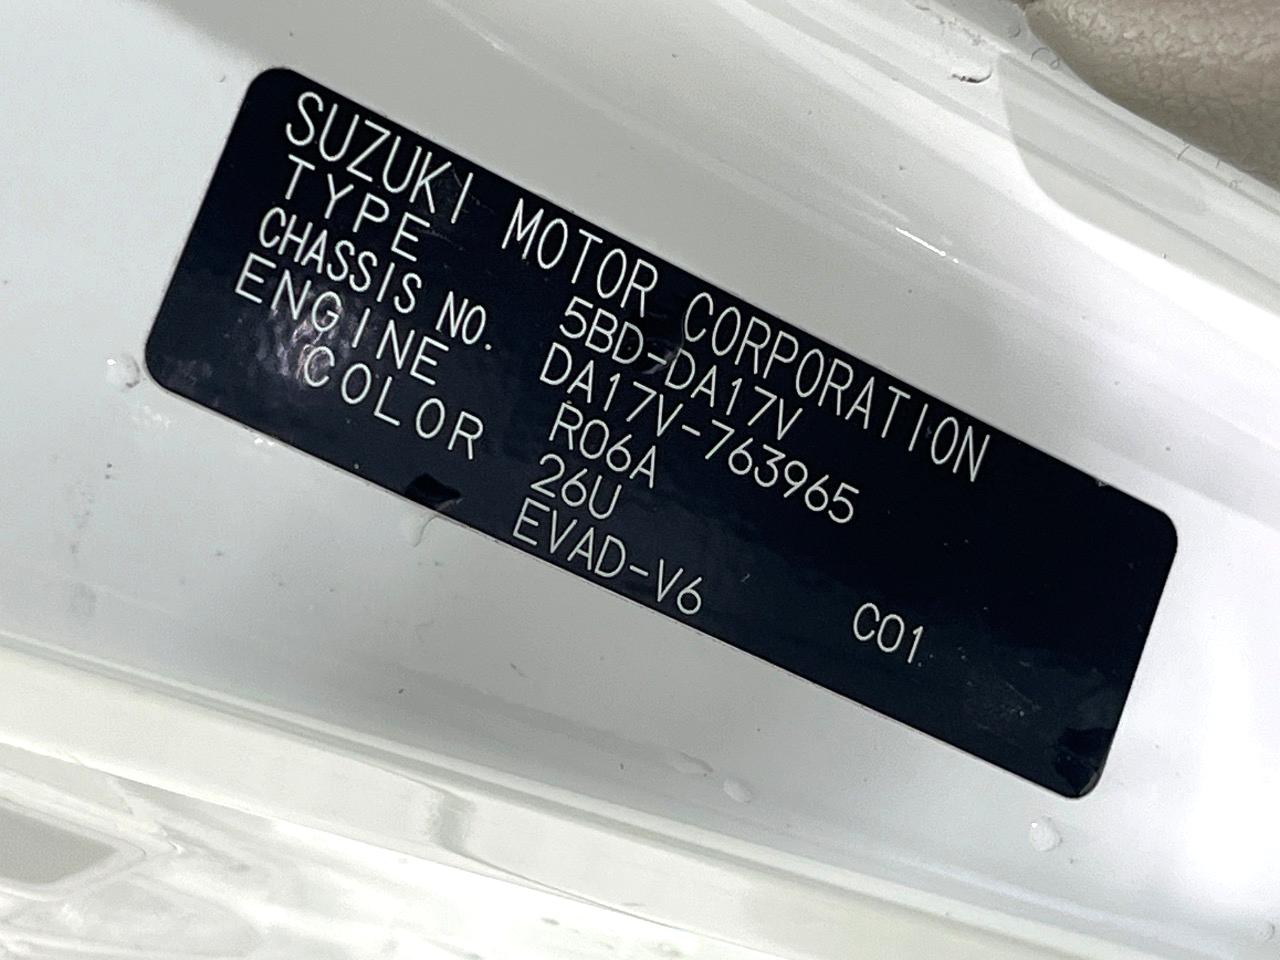 SUZUKI MOTOR CORPORATION
TYPE 5BD-DA17V
CHASSIS NO. DA17V-763965
ENGINE R06A
COLOR 26U
EVAD-V6 C01